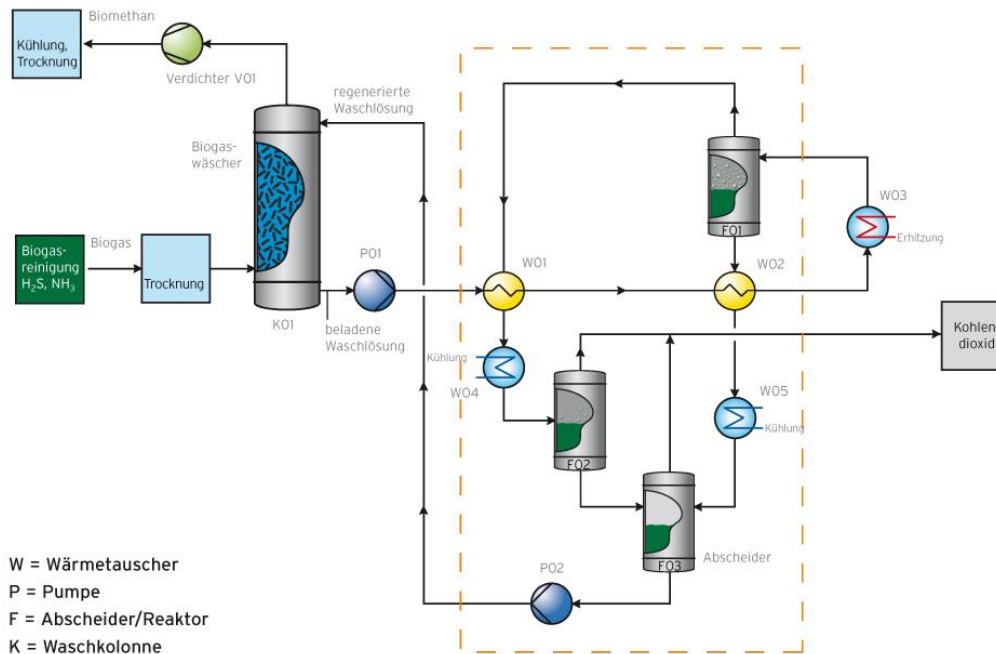 Biomethan
Kühlung,
Trocknung
Verdichter V01
regenerierte
Waschlösung
Biogas-
wäscher
F01
W03
Erhitzung
Biogas-
reinigung
H₂S, NH₃
Biogas
Trocknung
P01
W01
W02
K01
beladene
Waschlösung
Kohlen
dioxid
Kühlung
W04
W05
Kühlung
F02
F03
Abscheider
P02
W = Wärmetauscher
P = Pumpe
F = Abscheider/Reaktor
K = Waschkolonne